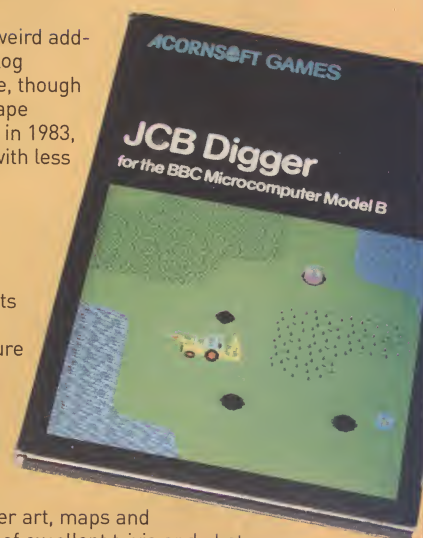 weird add-
log
e, though
ape
in 1983,
with less
ts
ure
er art, maps and
ACORNSOFT GAMES
JCB Digger
for the BBC Microcomputer Model B